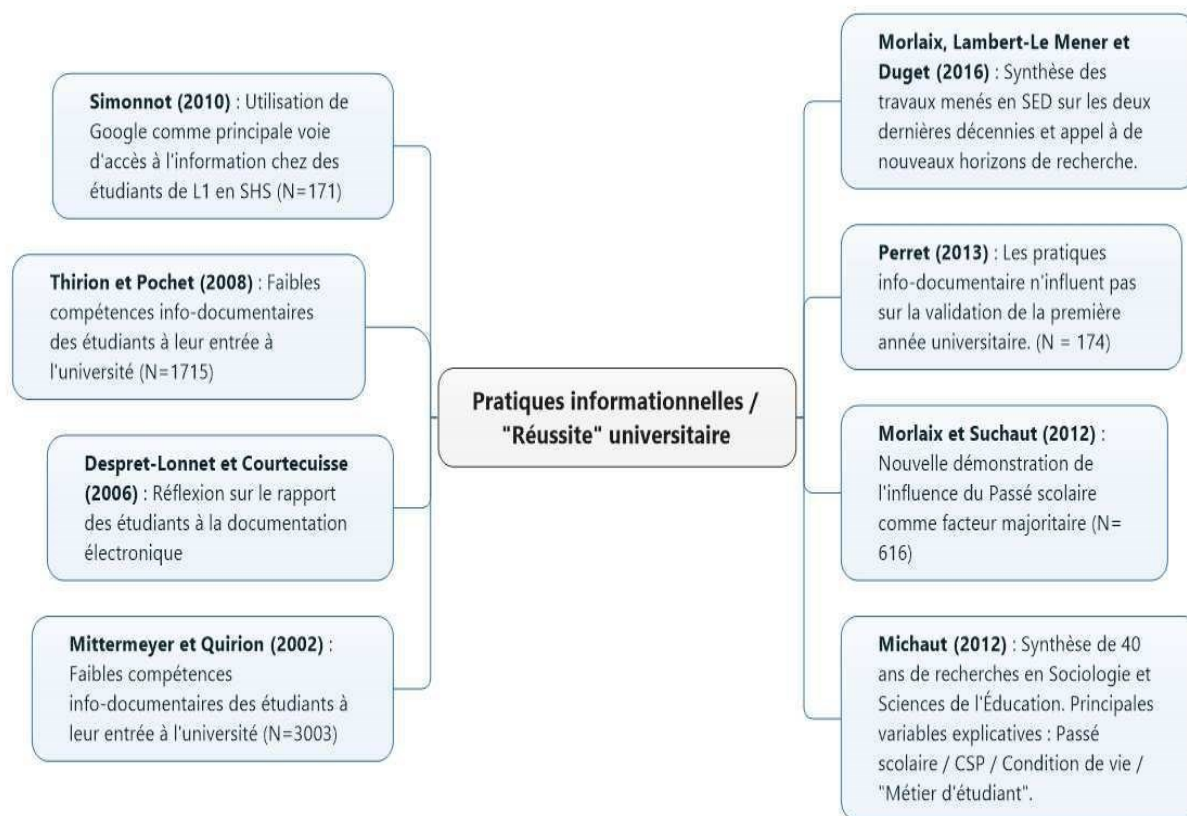 Simonnot (2010) : Utilisation de
Google comme principale voie
d'accès à l'information chez des
étudiants de L1 en SHS (N=171)
Thirion et Pochet (2008) : Faibles
compétences info-documentaires
des étudiants à leur entrée à
l'université (N=1715)
Despret-Lonnet et Courtecuisse
(2006) : Réflexion sur le rapport
des étudiants à la documentation
électronique
Mittermeyer et Quirion (2002) :
Faibles compétences
info-documentaires des étudiants à
leur entrée à l'université (N=3003)
Pratiques informationnelles /
"Réussite" universitaire
Morlaix, Lambert-Le Mener et
Duget (2016) : Synthèse des
travaux menés en SED sur les deux
dernières décennies et appel à de
nouveaux horizons de recherche.
Perret (2013) : Les pratiques
info-documentaire n'influent pas
sur la validation de la première
année universitaire. (N = 174)
Morlaix et Suchaut (2012) :
Nouvelle démonstration de
l'influence du Passé scolaire
comme facteur majoritaire (N=
616)
Michaut (2012) : Synthèse de 40
ans de recherches en Sociologie et
Sciences de l'Éducation. Principales
variables explicatives : Passé
scolaire / CSP / Condition de vie /
"Métier d'étudiant".